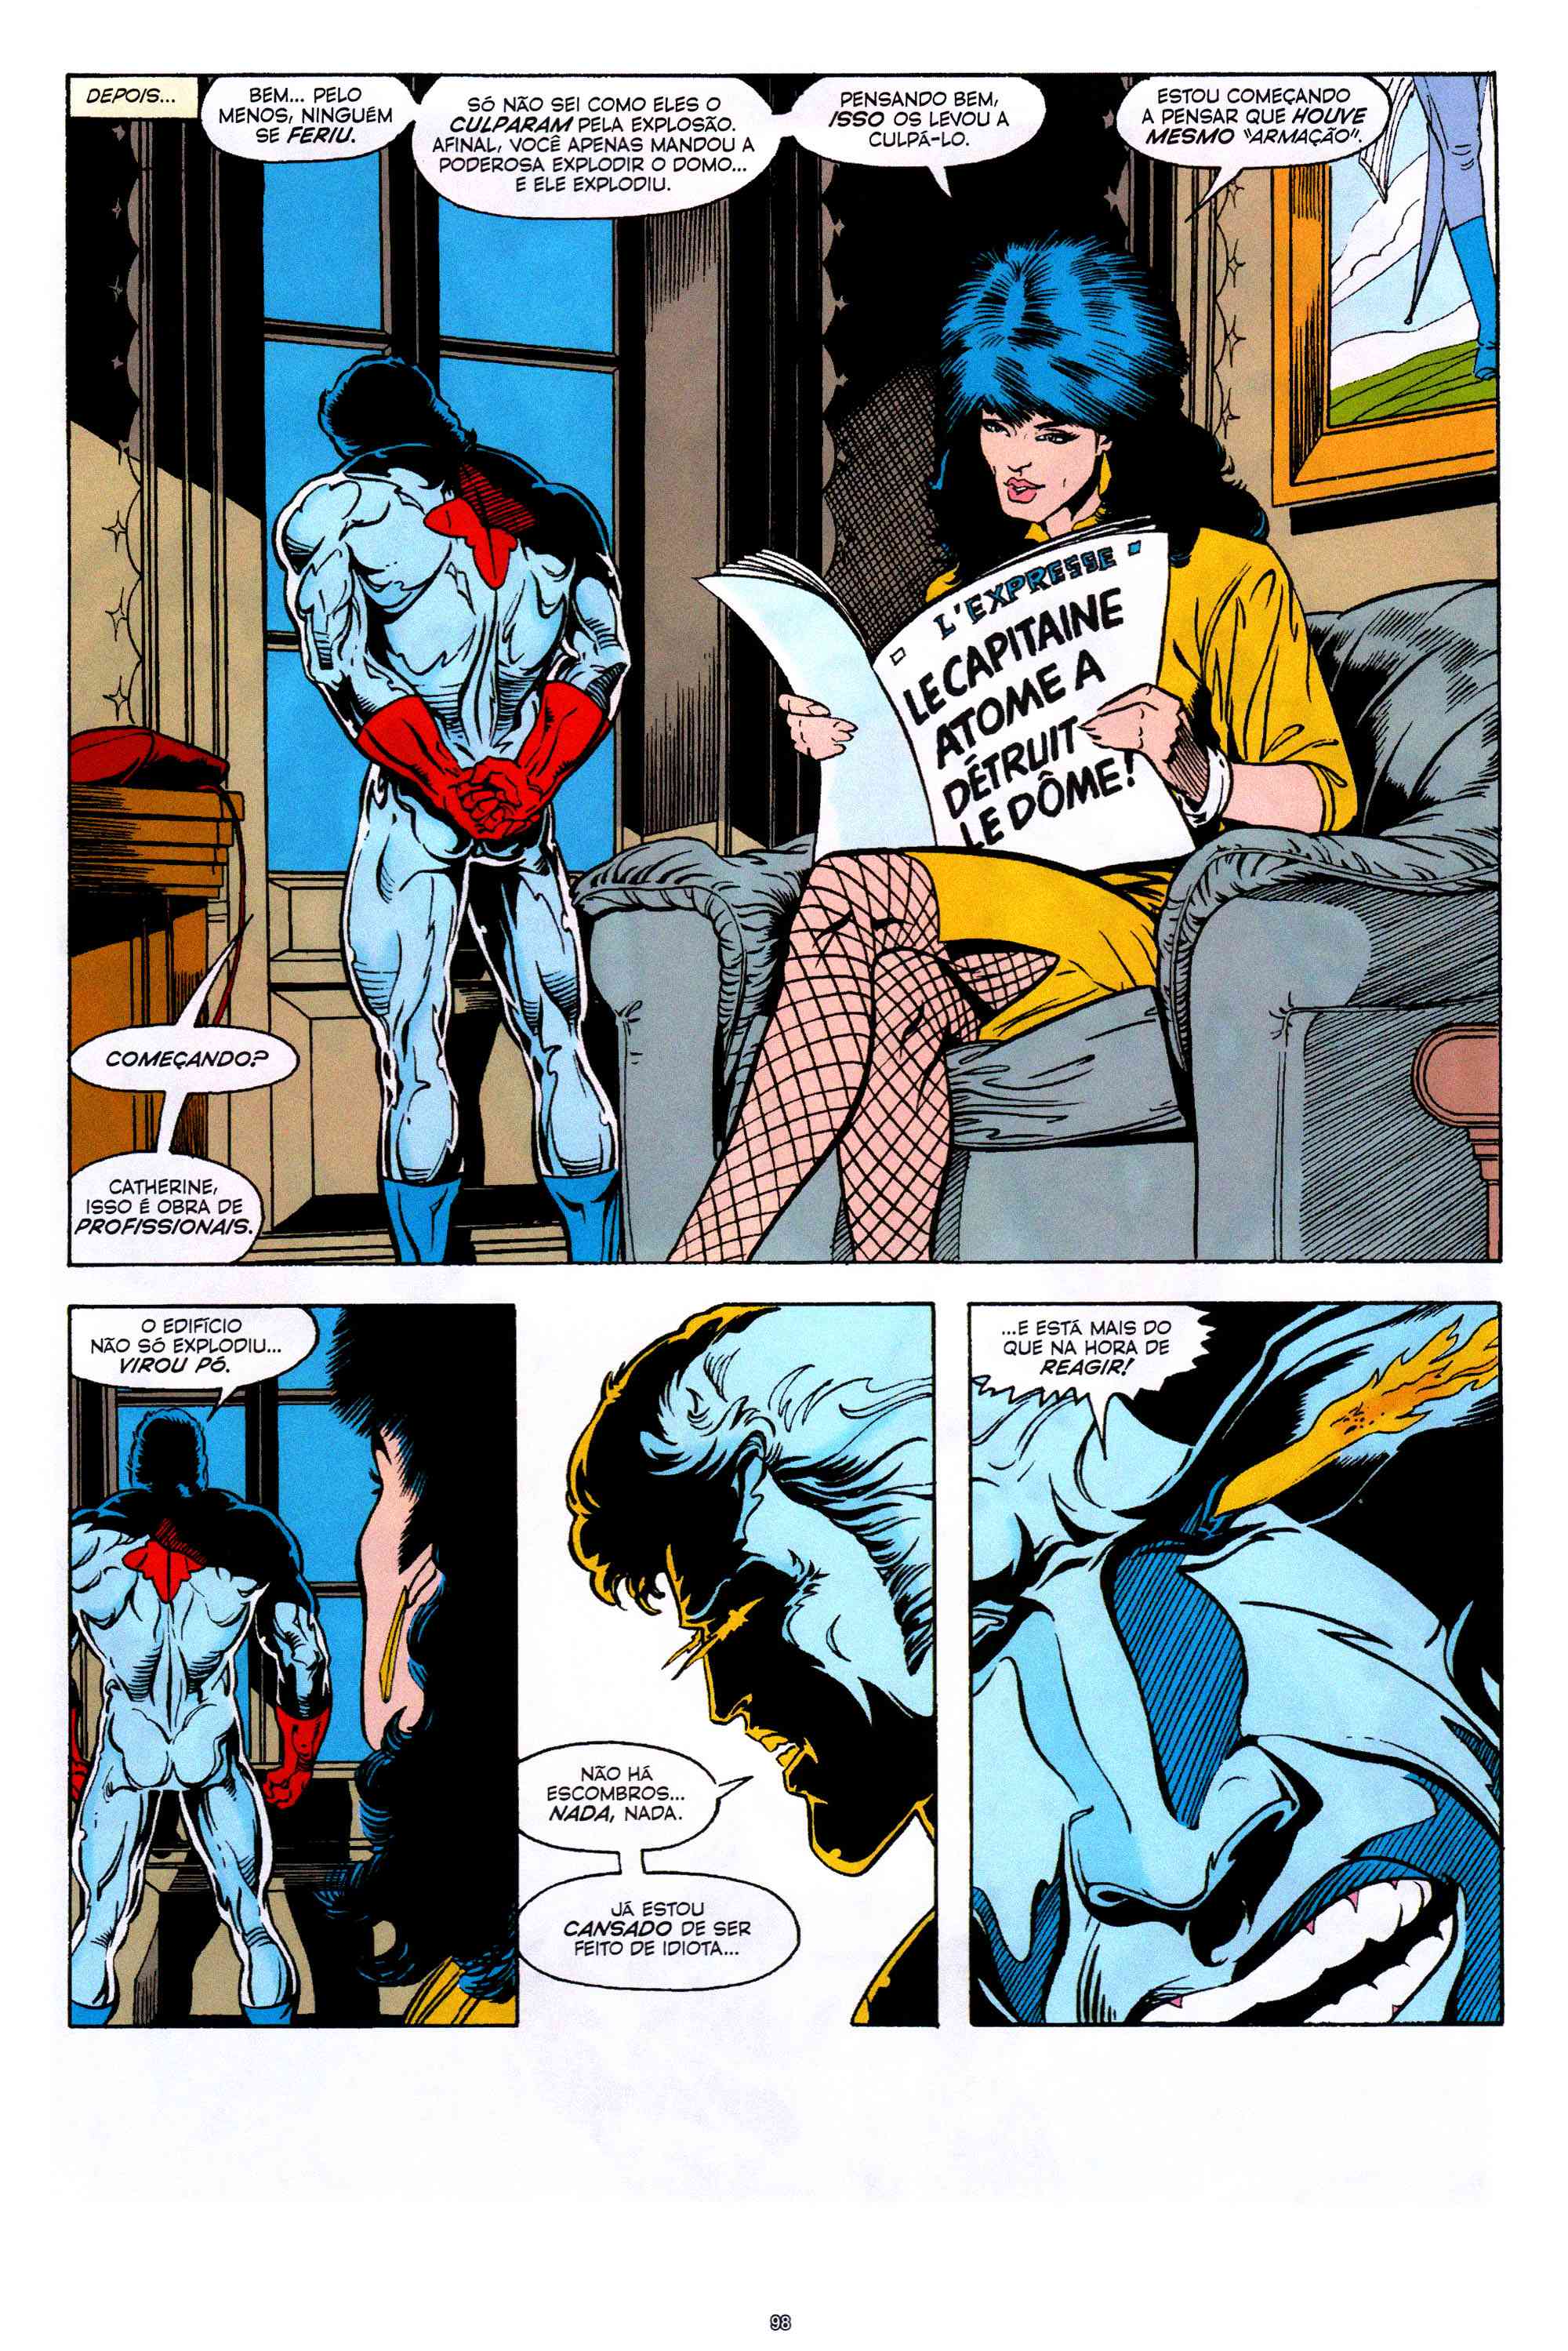 DEPOIS...
BEM... PELO
MENOS, NINGUÉM
SE FERIU.
SÓ NÃO SEI COMO ELES O
CULPARAM PELA EXPLOSÃO.
AFINAL, VOCÊ APENAS MANDOU A
PODEROSA EXPLODIR O DOMO...
E ELE EXPLODIU.
PENSANDO BEM,
ISSO OS LEVOU A
CULPÁ-LO.
ESTOU COMEÇANDO
A PENSAR QUE HOUVE
MESMO "ARMAÇÃO".
L'EXPRESSE
LE CAPITAINE
ATOME A
DÉTRUIT
LE DÔME!
COMEÇANDO?
CATHERINE,
ISSO É OBRA DE
PROFISSIONAIS.
O EDIFÍCIO
NÃO SÓ EXPLODIU...
VIROU PÓ.
NÃO HÁ
ESCOMBROS...
NADA, NADA.
JÁ ESTOU
CANSADO DE SER
FEITO DE IDIOTA...
...E ESTÁ MAIS DO
QUE NA HORA DE
REAGIR!
98